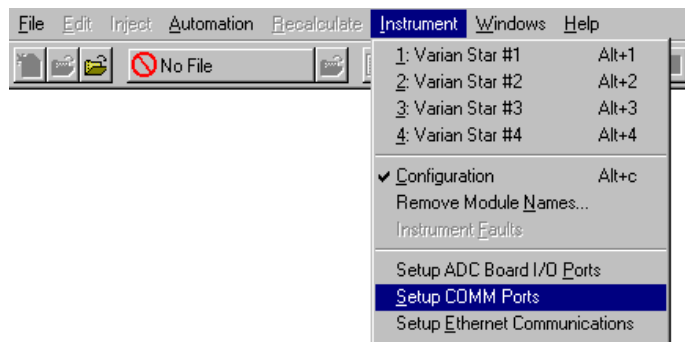 File Edit Inject Automation Recalculate Instrument Windows Help
No File
1: Varian Star #1 Alt+1
2: Varian Star #2 Alt+2
3: Varian Star #3 Alt+3
4: Varian Star #4 Alt+4
Configuration Alt+c
Remove Module Names...
Instrument Faults
Setup ADC Board I/O Ports
Setup COMM Ports
Setup Ethernet Communications